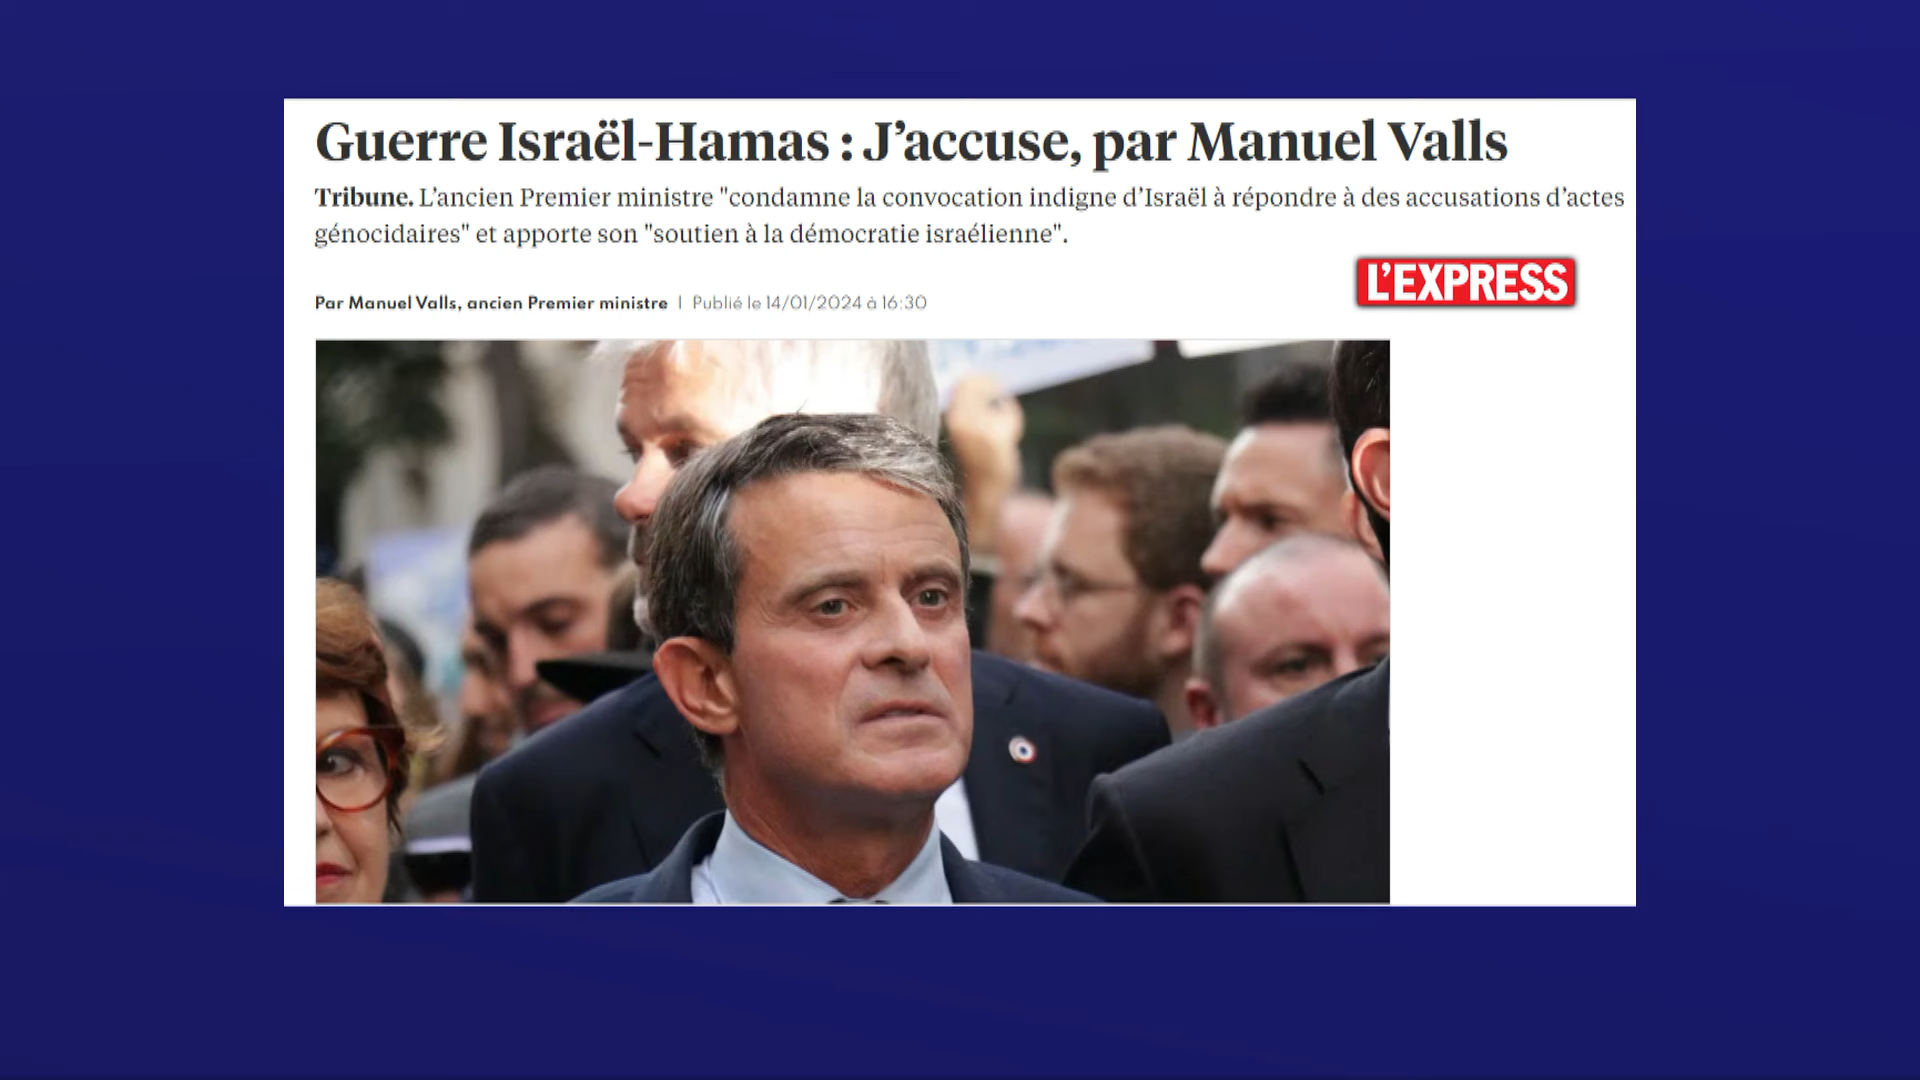 Guerre Israël-Hamas : J’accuse, par Manuel Valls
Tribune. L’ancien Premier ministre "condamne la convocation indigne d’Israël à répondre à des accusations d’actes
génocidaires" et apporte son "soutien à la démocratie israélienne".
L’EXPRESS
Par Manuel Valls, ancien Premier ministre | Publié le 14/01/2024 à 16:30